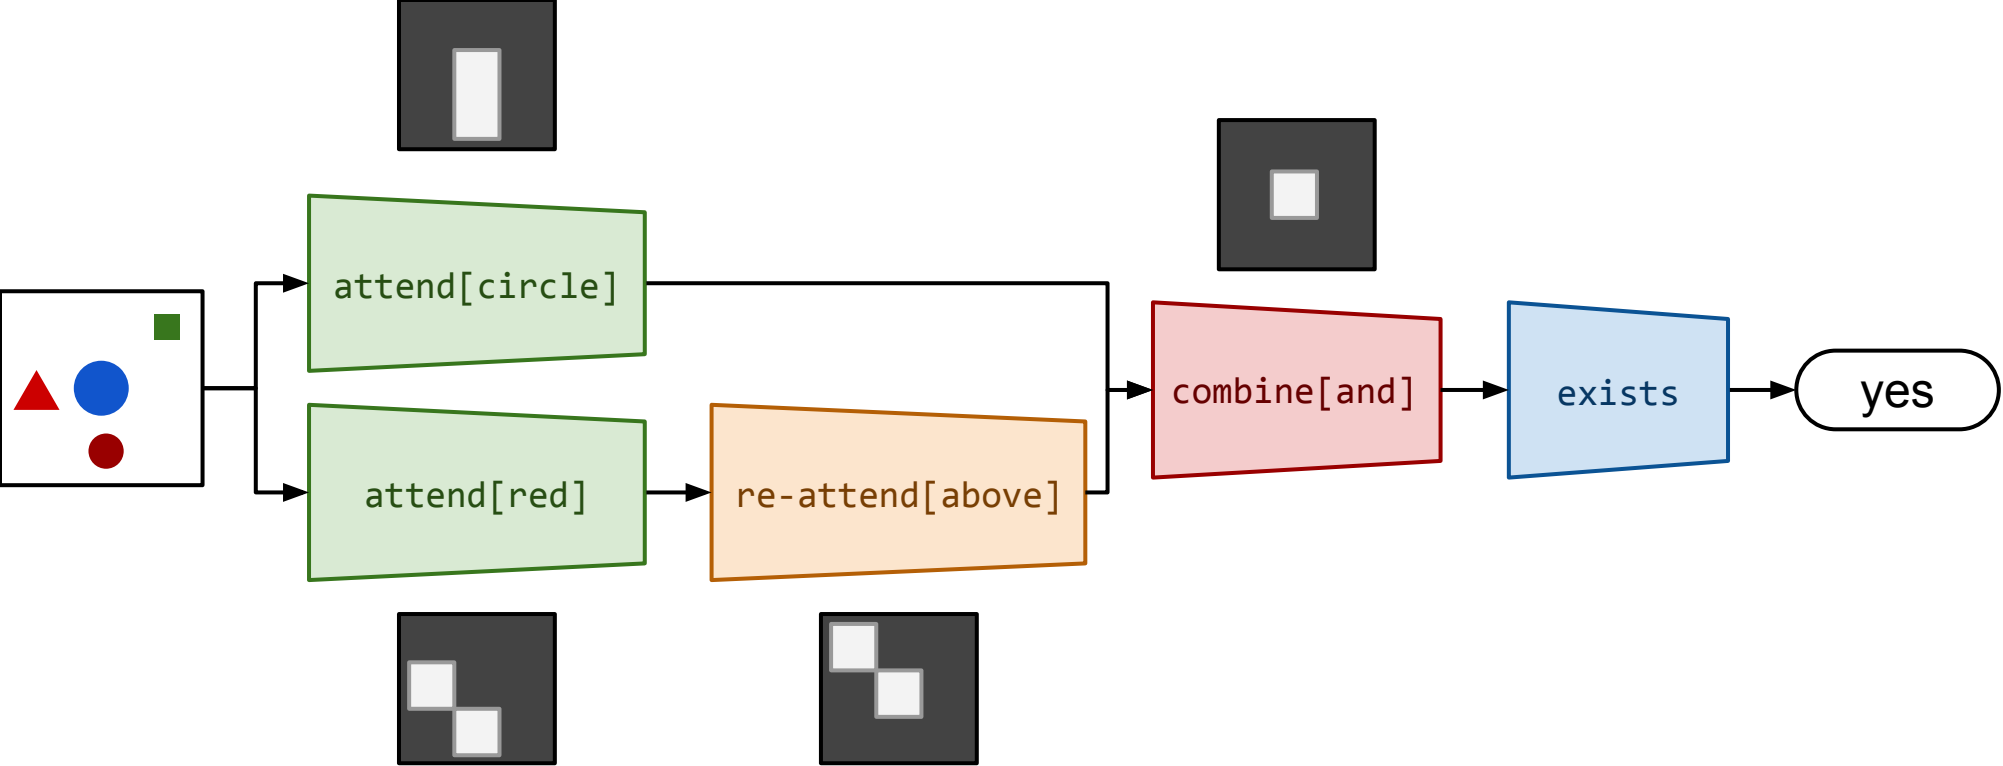 attend[circle]
attend[red]
re-attend[above]
combine[and]
exists
yes